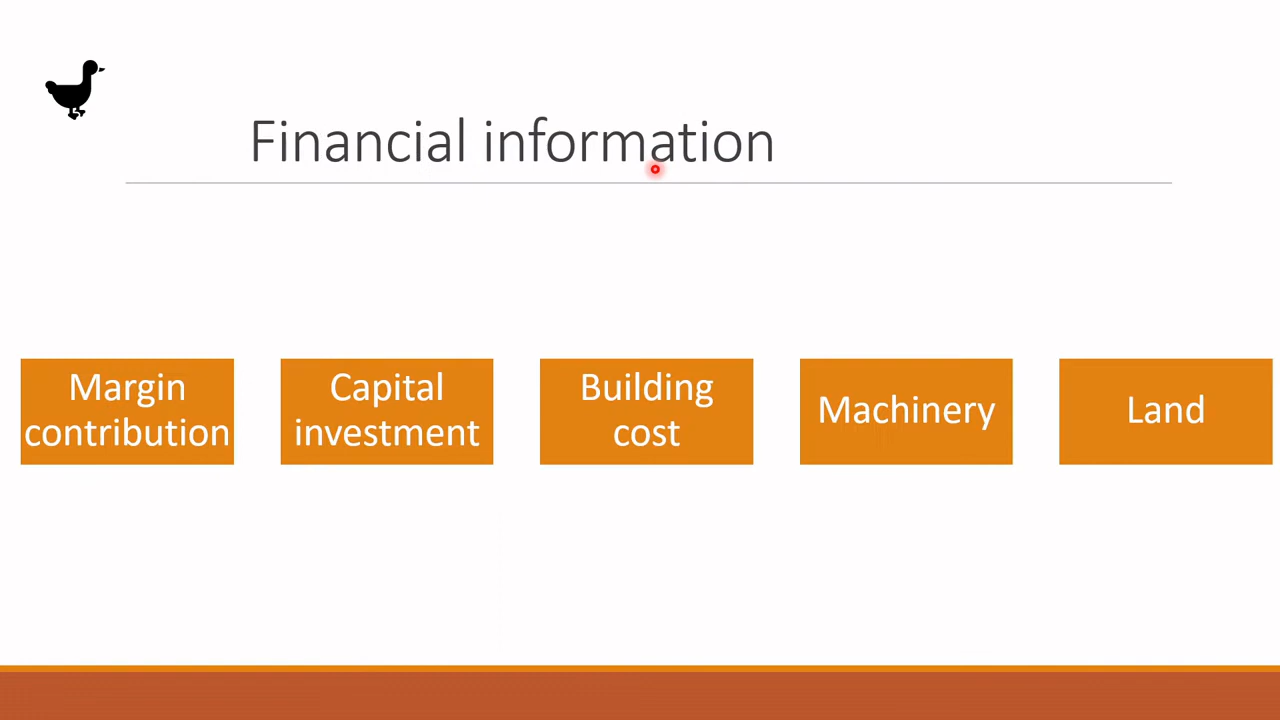 Financial information
Margin
contribution
Capital
investment
Building
cost
Machinery
Land